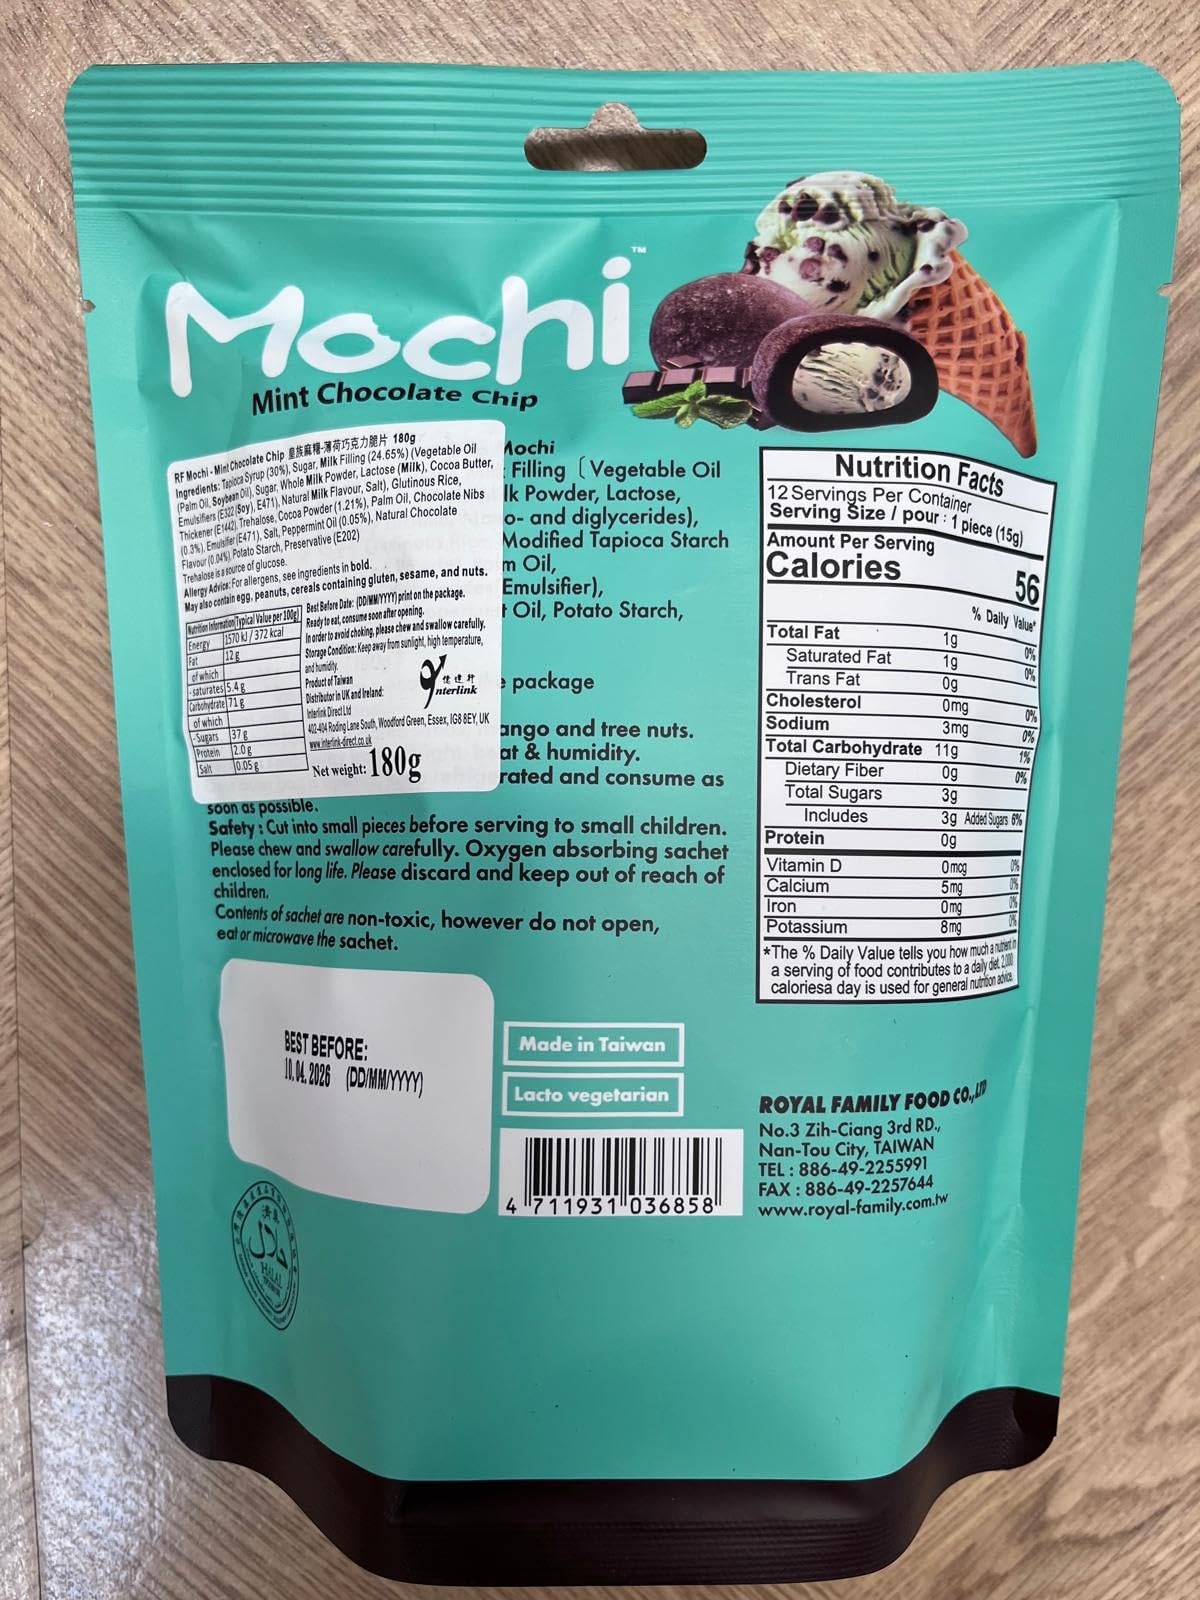 Mochi™
Mint Chocolate Chip
RF Mochi - Mint Chocolate Chip 皇族麻糬-薄荷巧克力脆片 180g
Ingredients: Tapioca Syrup (30%), Sugar, Milk Filling (24.65%) (Vegetable Oil
(Palm Oil, Soybean Oil), Sugar, Whole Milk Powder, Lactose (Milk), Cocoa Butter,
Emulsifiers (E322 (Soy), E471), Natural Milk Flavour, Salt), Glutinous Rice,
Thickener (E1442), Trehalose, Cocoa Powder (1.21%), Palm Oil, Chocolate Nibs
(0.3%), Emulsifier (E471), Salt, Peppermint Oil (0.05%), Natural Chocolate
Flavour (0.04%), Potato Starch, Preservative (E202)
Trehalose is a source of glucose.
Allergy Advice: For allergens, see ingredients in bold.
May also contain egg, peanuts, cereals containing gluten, sesame, and nuts.
Nutrition Information Typical Value per 100g
Energy 1570 kJ / 372 kcal
Fat 12 g
of which
- saturates 5.4 g
Carbohydrate 71 g
of which
- Sugars 37 g
Protein 2.0 g
Salt 0.05 g
Best Before Date: (DD/MM/YYYY) print on the package.
Ready to eat, consume soon after opening.
In order to avoid choking, please chew and swallow carefully.
Storage Condition: Keep away from sunlight, high temperature,
and humidity.
Product of Taiwan
Distributor in UK and Ireland:
Interlink Direct Ltd
402-404 Roding Lane South, Woodford Green, Essex, IG8 8EY, UK
www.interlink-direct.co.uk
億達行
Interlink
Net weight: 180g
Mochi
Filling ( Vegetable Oil
lk Powder, Lactose,
o- and diglycerides),
Modified Tapioca Starch
m Oil,
Emulsifier),
t Oil, Potato Starch,
e package
ango and tree nuts.
at & humidity.
rated and consume as
soon as possible.
Safety : Cut into small pieces before serving to small children.
Please chew and swallow carefully. Oxygen absorbing sachet
enclosed for long life. Please discard and keep out of reach of
children.
Contents of sachet are non-toxic, however do not open,
eat or microwave the sachet.
Nutrition Facts
12 Servings Per Container
Serving Size / pour : 1 piece (15g)
Amount Per Serving
Calories 56
% Daily Value*
Total Fat 1g 0%
Saturated Fat 1g 0%
Trans Fat 0g
Cholesterol 0mg 0%
Sodium 3mg 0%
Total Carbohydrate 11g 1%
Dietary Fiber 0g 0%
Total Sugars 3g
Includes 3g Added Sugars 6%
Protein 0g
Vitamin D 0mcg 0%
Calcium 5mg 0%
Iron 0mg 0%
Potassium 8mg 0%
*The % Daily Value tells you how much a nutrient in
a serving of food contributes to a daily diet. 2,000
caloriesa day is used for general nutrition advice.
BEST BEFORE:
10.04.2026 (DD/MM/YYYY)
Made in Taiwan
Lacto vegetarian
4 711931 036858
ROYAL FAMILY FOOD CO.,LTD
No.3 Zih-Ciang 3rd RD.,
Nan-Tou City, TAIWAN
TEL : 886-49-2255991
FAX : 886-49-2257644
www.royal-family.com.tw
清真
حلال
HALAL
TAIWAN